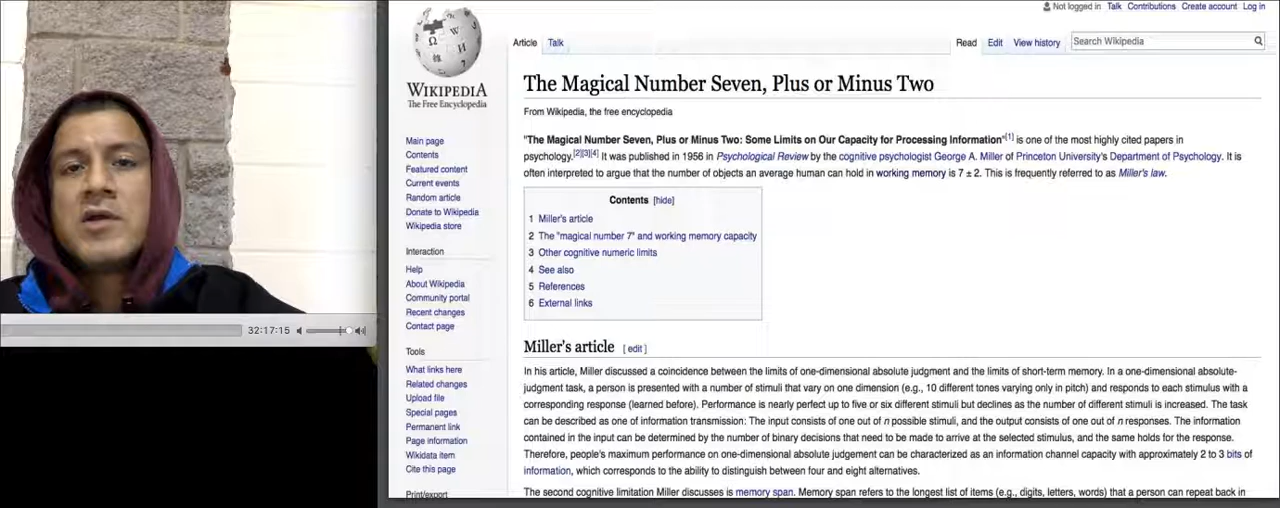 Not logged in Talk Contributions Create account Log in
Article Talk
Read Edit View history Search Wikipedia
WIKIPEDIA
The Free Encyclopedia
Main page
Contents
Featured content
Current events
Random article
Donate to Wikipedia
Wikipedia store
Interaction
Help
About Wikipedia
Community portal
Recent changes
Contact page
Tools
What links here
Related changes
Upload file
Special pages
Permanent link
Page information
Wikidata item
Cite this page
Print/export
The Magical Number Seven, Plus or Minus Two
From Wikipedia, the free encyclopedia
"The Magical Number Seven, Plus or Minus Two: Some Limits on Our Capacity for Processing Information"[1] is one of the most highly cited papers in
psychology.[2][3][4] It was published in 1956 in Psychological Review by the cognitive psychologist George A. Miller of Princeton University's Department of Psychology. It is
often interpreted to argue that the number of objects an average human can hold in working memory is 7 ± 2. This is frequently referred to as Miller's law.
Contents [hide]
1 Miller's article
2 The "magical number 7" and working memory capacity
3 Other cognitive numeric limits
4 See also
5 References
6 External links
Miller's article [ edit ]
In his article, Miller discussed a coincidence between the limits of one-dimensional absolute judgment and the limits of short-term memory. In a one-dimensional absolute-
judgment task, a person is presented with a number of stimuli that vary on one dimension (e.g., 10 different tones varying only in pitch) and responds to each stimulus with a
corresponding response (learned before). Performance is nearly perfect up to five or six different stimuli but declines as the number of different stimuli is increased. The task
can be described as one of information transmission: The input consists of one out of n possible stimuli, and the output consists of one out of n responses. The information
contained in the input can be determined by the number of binary decisions that need to be made to arrive at the selected stimulus, and the same holds for the response.
Therefore, people's maximum performance on one-dimensional absolute judgement can be characterized as an information channel capacity with approximately 2 to 3 bits of
information, which corresponds to the ability to distinguish between four and eight alternatives.
The second cognitive limitation Miller discusses is memory span. Memory span refers to the longest list of items (e.g., digits, letters, words) that a person can repeat back in
32:17:15